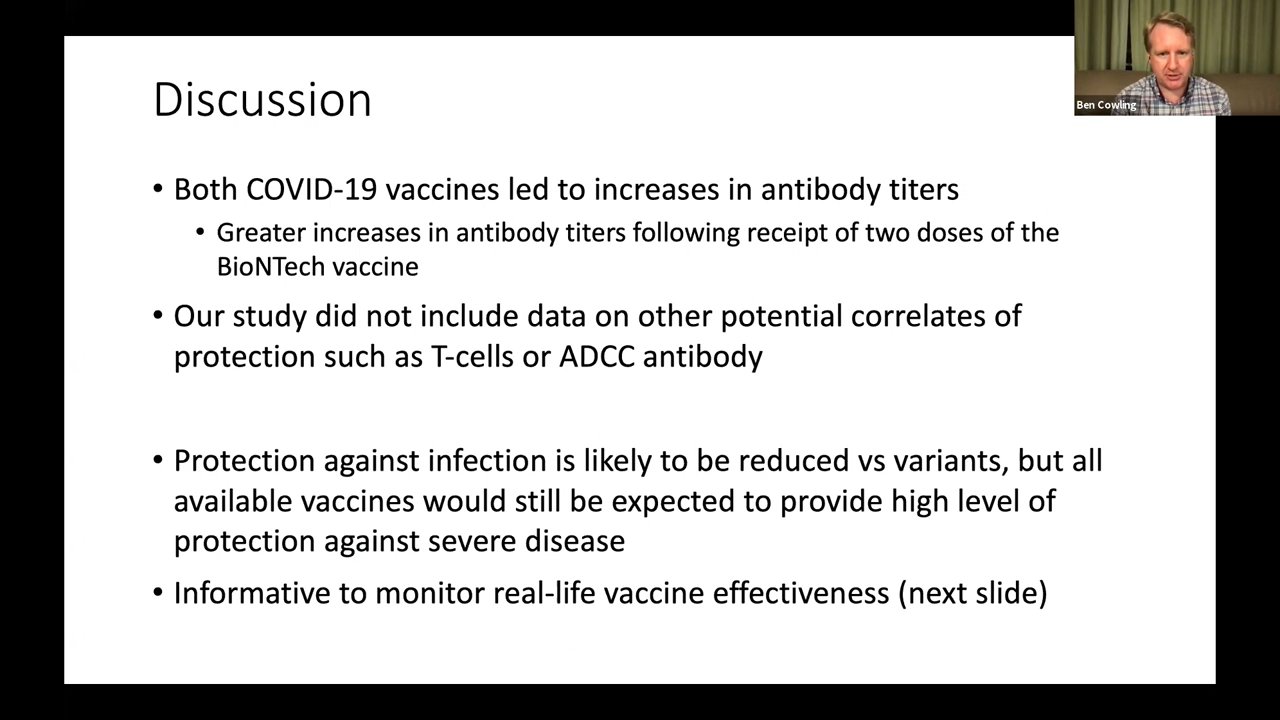 Discussion
Ben Cowling
• Both COVID-19 vaccines led to increases in antibody titers
• Greater increases in antibody titers following receipt of two doses of the
BioNTech vaccine
• Our study did not include data on other potential correlates of
protection such as T-cells or ADCC antibody
• Protection against infection is likely to be reduced vs variants, but all
available vaccines would still be expected to provide high level of
protection against severe disease
• Informative to monitor real-life vaccine effectiveness (next slide)